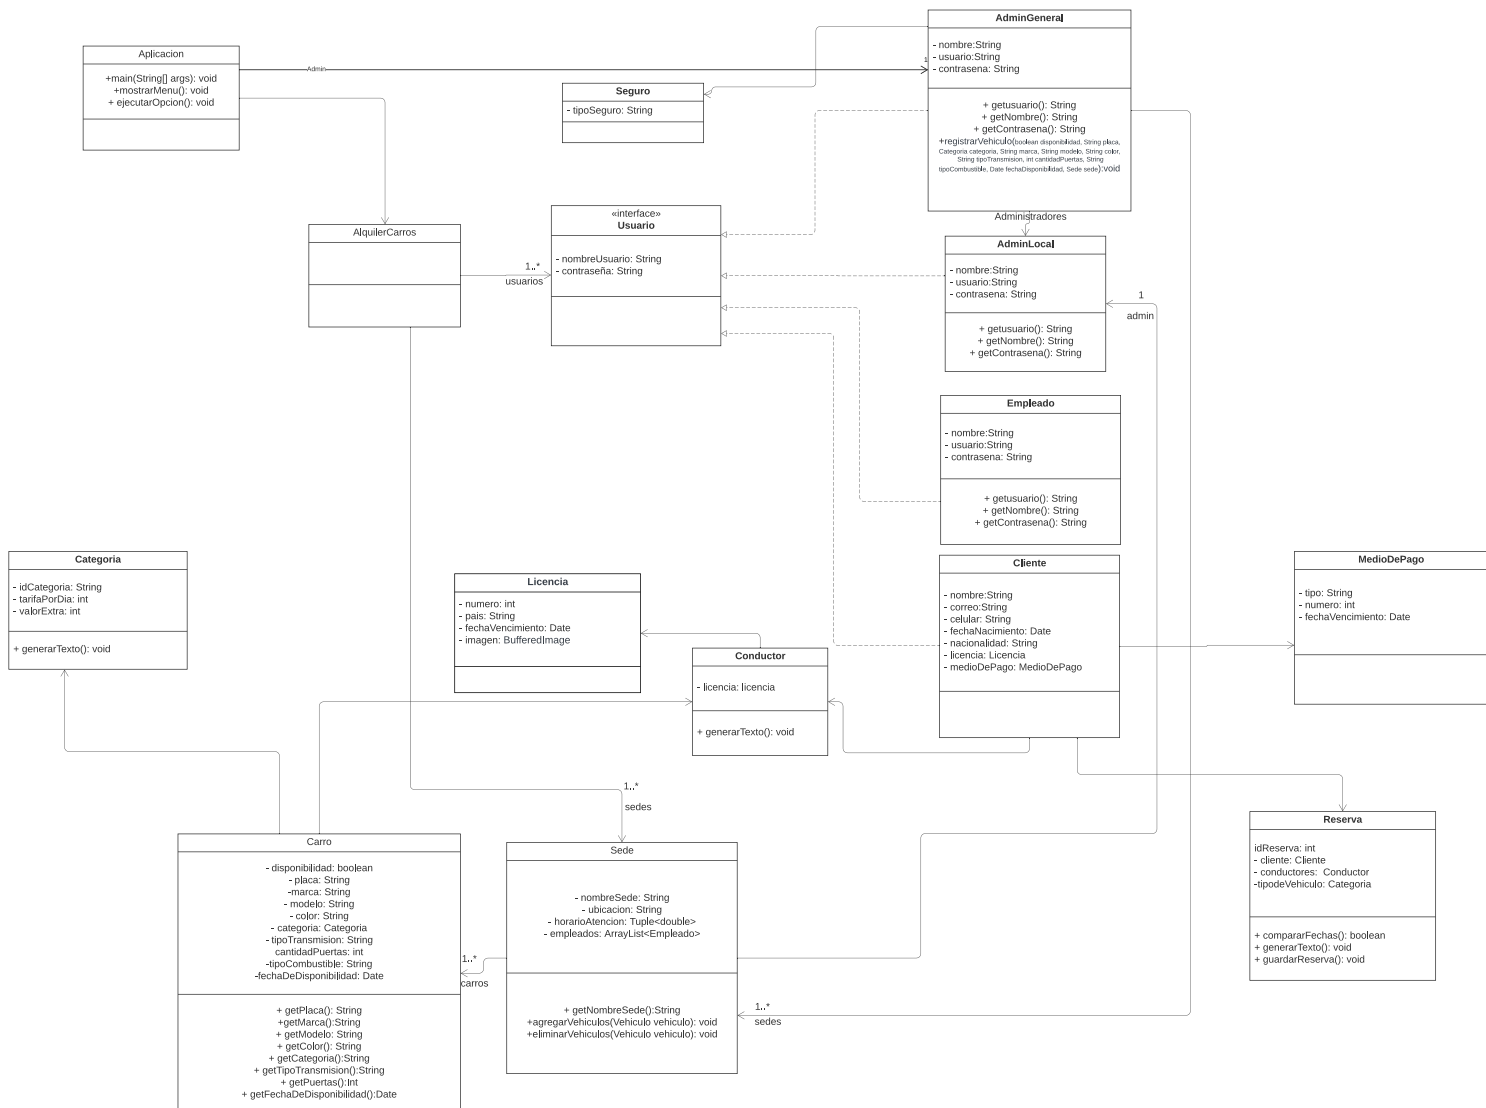 Aplicacion
+main(String[] args): void
+mostrarMenu(): void
+ ejecutarOpcion(): void
Admin
1
AdminGeneral
- nombre:String
- usuario:String
- contrasena: String
+ getusuario(): String
+ getNombre(): String
+ getContrasena(): String
+registrarVehiculo(boolean disponibilidad, String placa,
Categoria categoria, String marca, String modelo, String color,
String tipoTransmision, int cantidadPuertas, String
tipoCombustible, Date fechaDisponibilidad, Sede sede):void
Seguro
- tipoSeguro: String
«interface»
Usuario
- nombreUsuario: String
- contraseña: String
AlquilerCarros
1..*
usuarios
Administradores
AdminLocal
- nombre:String
- usuario:String
- contrasena: String
+ getusuario(): String
+ getNombre(): String
+ getContrasena(): String
1
admin
Empleado
- nombre:String
- usuario:String
- contrasena: String
+ getusuario(): String
+ getNombre(): String
+ getContrasena(): String
Categoria
- idCategoria: String
- tarifaPorDia: int
- valorExtra: int
+ generarTexto(): void
Licencia
- numero: int
- pais: String
- fechaVencimiento: Date
- imagen: BufferedImage
Conductor
- licencia: licencia
+ generarTexto(): void
Cliente
- nombre:String
- correo:String
- celular: String
- fechaNacimiento: Date
- nacionalidad: String
- licencia: Licencia
- medioDePago: MedioDePago
MedioDePago
- tipo: String
- numero: int
- fechaVencimiento: Date
1..*
sedes
Carro
- disponibilidad: boolean
- placa: String
-marca: String
- modelo: String
- color: String
- categoria: Categoria
- tipoTransmision: String
cantidadPuertas: int
-tipoCombustible: String
-fechaDeDisponibilidad: Date
+ getPlaca(): String
+getMarca():String
+ getModelo: String
+ getColor(): String
+ getCategoria():String
+ getTipoTransmision():String
+ getPuertas():Int
+ getFechaDeDisponibilidad():Date
1..*
carros
Sede
- nombreSede: String
- ubicacion: String
- horarioAtencion: Tuple<double>
- empleados: ArrayList<Empleado>
+ getNombreSede():String
+agregarVehiculos(Vehiculo vehiculo): void
+eliminarVehiculos(Vehiculo vehiculo): void
1..*
sedes
Reserva
idReserva: int
- cliente: Cliente
- conductores:  Conductor
-tipodeVehiculo: Categoria
+ compararFechas(): boolean
+ generarTexto(): void
+ guardarReserva(): void